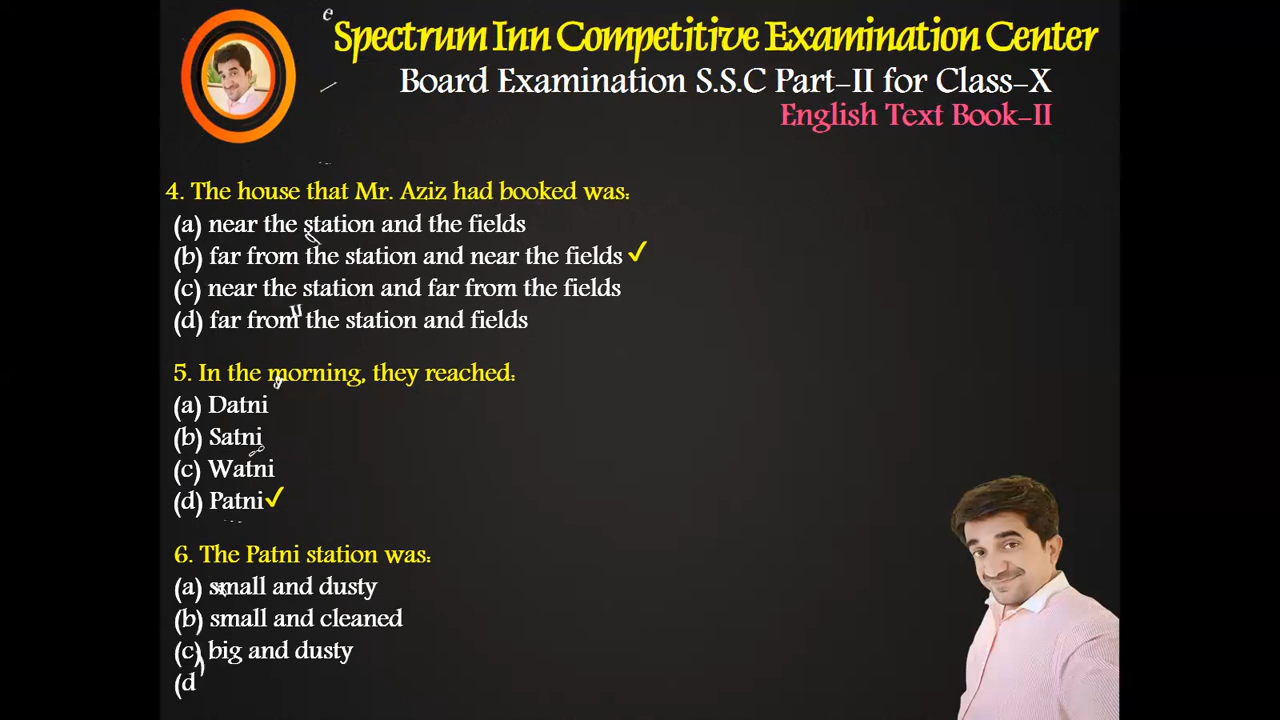 Spectrum Inn Competitive Examination Center
Board Examination S.S.C Part-II for Class-X
English Text Book-II
4. The house that Mr. Aziz had booked was:
(a) near the station and the fields
(b) far from the station and near the fields ✓
(c) near the station and far from the fields
(d) far from the station and fields
5. In the morning, they reached:
(a) Datni
(b) Satni
(c) Watni
(d) Patni ✓
6. The Patni station was:
(a) small and dusty
(b) small and cleaned
(c) big and dusty
(d